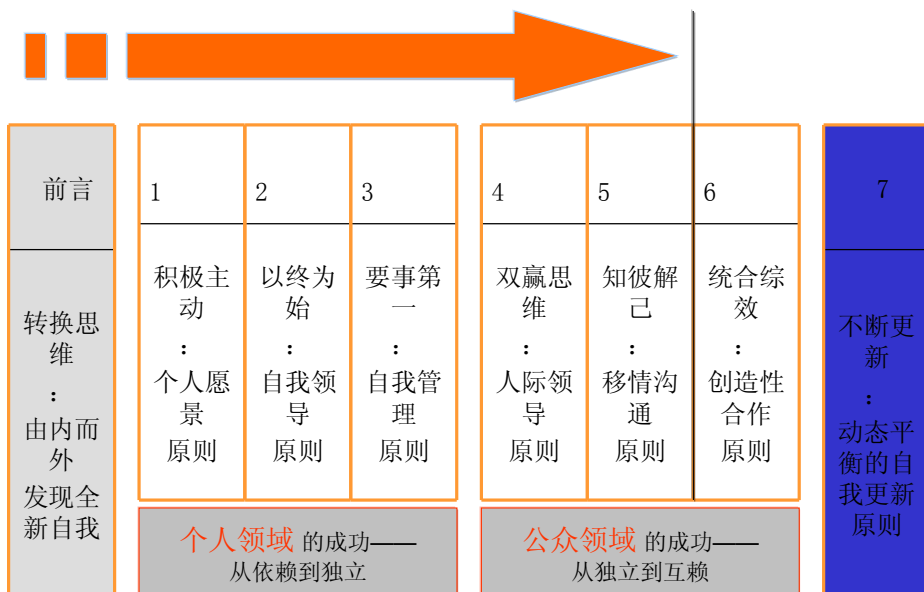 前言
转换思
维
：
由内而
外
发现全
新自我
1
积极主
动
：
个人愿
景
原则
2
以终为
始
：
自我领
导
原则
3
要事第
一
：
自我管
理
原则
个人领域 的成功——
从依赖到独立
4
双赢思
维
：
人际领
导
原则
5
知彼解
己
：
移情沟
通
原则
6
统合综
效
：
创造性
合作
原则
公众领域 的成功——
从独立到互赖
7
不断更
新
：
动态平
衡的自
我更新
原则